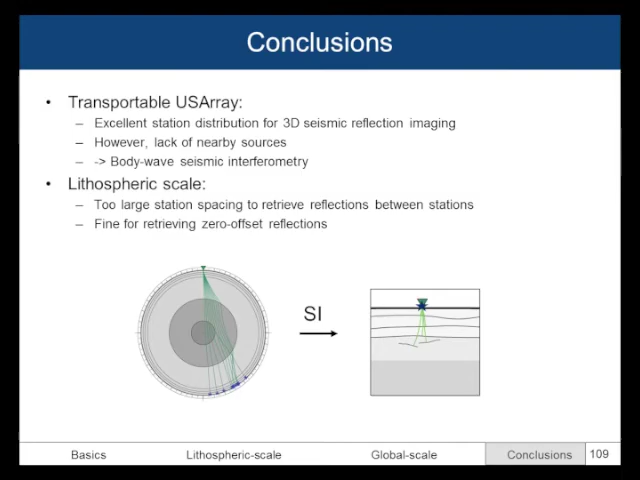 Conclusions
• Transportable USArray:
– Excellent station distribution for 3D seismic reflection imaging
– However, lack of nearby sources
– -> Body-wave seismic interferometry
• Lithospheric scale:
– Too large station spacing to retrieve reflections between stations
– Fine for retrieving zero-offset reflections
SI
Basics Lithospheric-scale Global-scale Conclusions 109